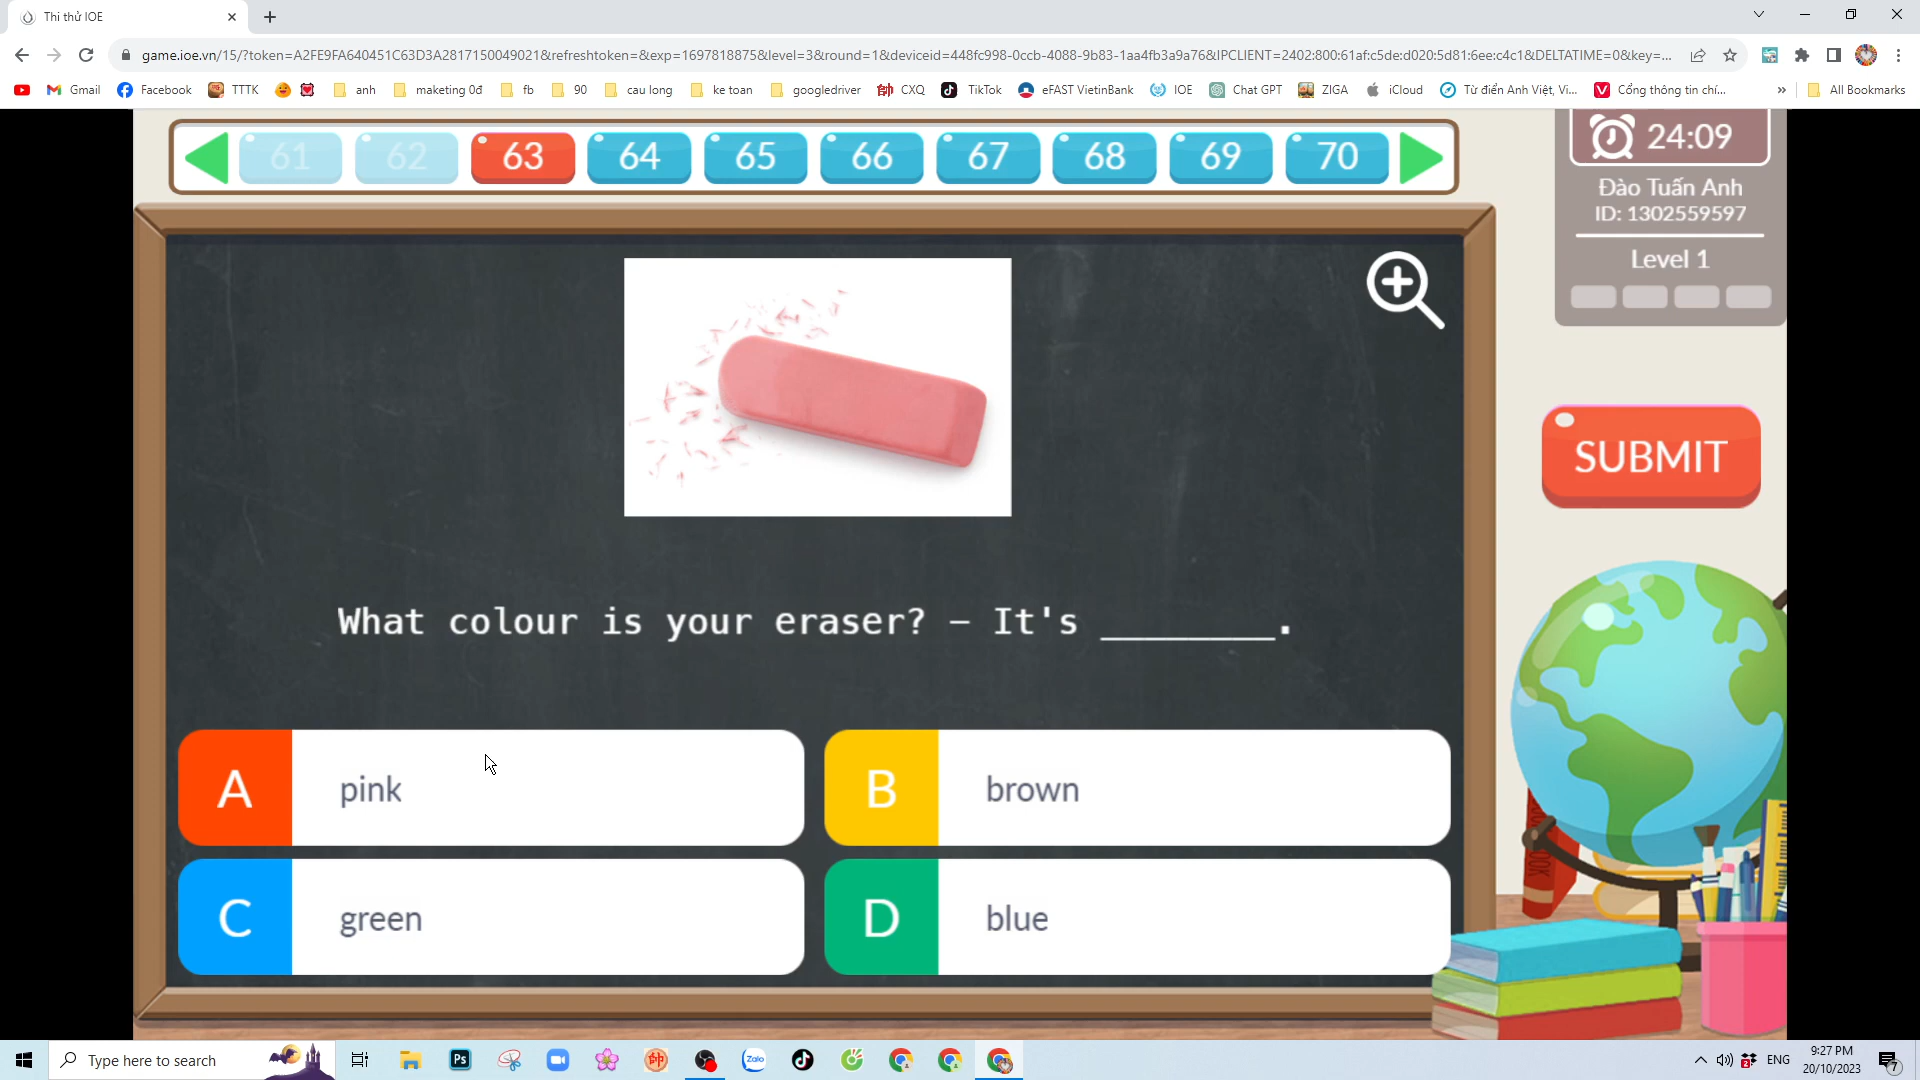 Thi thử IOE
game.ioe.vn/15/?token=A2FE9FA640451C63D3A2817150049021&refreshtoken=&exp=1697818875&level=3&round=1&deviceid=448fc998-0ccb-4088-9b83-1aa4fb3a9a76&IPCLIENT=2402:800:61af:c5de:d020:5d81:6ee:c4c1&DELTATIME=0&key=...
Gmail Facebook TTTK anh maketing 0đ fb 90 cau long ke toan googledriver CXQ TikTok eFAST VietinBank IOE Chat GPT ZIGA iCloud Từ điển Anh Việt, Vi... Cổng thông tin chí... » All Bookmarks
61 62 63 64 65 66 67 68 69 70
24:09
Đào Tuấn Anh
ID: 1302559597
Level 1
SUBMIT
What colour is your eraser? – It's ________.
A pink
B brown
C green
D blue
Type here to search
Ps
Zalo
ENG
9:27 PM
20/10/2023
7